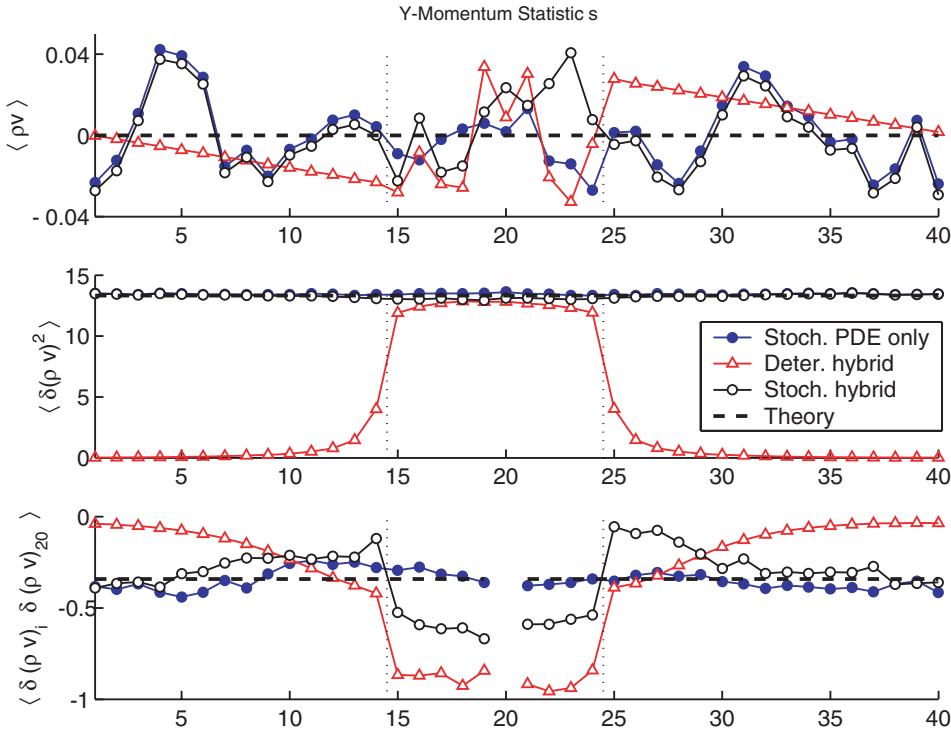 Y-Momentum Statistic s
⟨ ρv ⟩
0.04
0
- 0.04
5 10 15 20 25 30 35 40
⟨ δ(ρ v)² ⟩
15
10
5
0
Stoch. PDE only
Deter. hybrid
Stoch. hybrid
Theory
5 10 15 20 25 30 35 40
⟨ δ (ρ v)ᵢ δ (ρ v)₂₀ ⟩
0
-0.5
-1
5 10 15 20 25 30 35 40